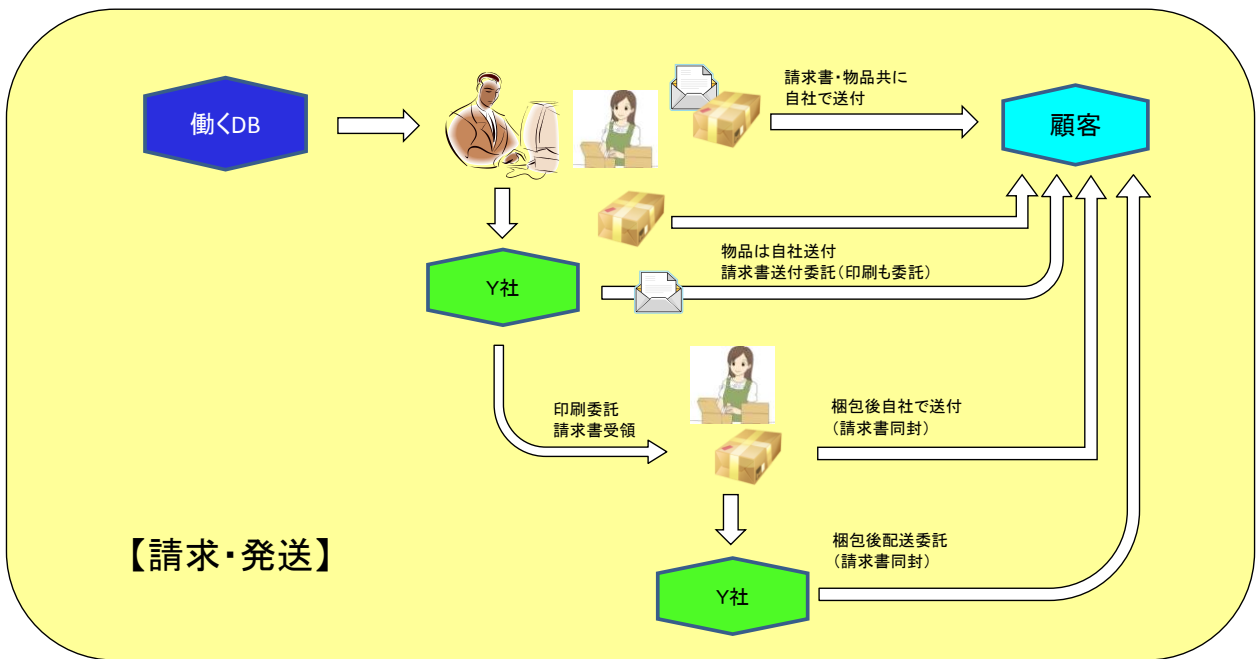 働くDB
請求書・物品共に
自社で送付
顧客
物品は自社送付
請求書送付委託(印刷も委託)
Y社
印刷委託
請求書受領
梱包後自社で送付
(請求書同封)
【請求・発送】
梱包後配送委託
(請求書同封)
Y社